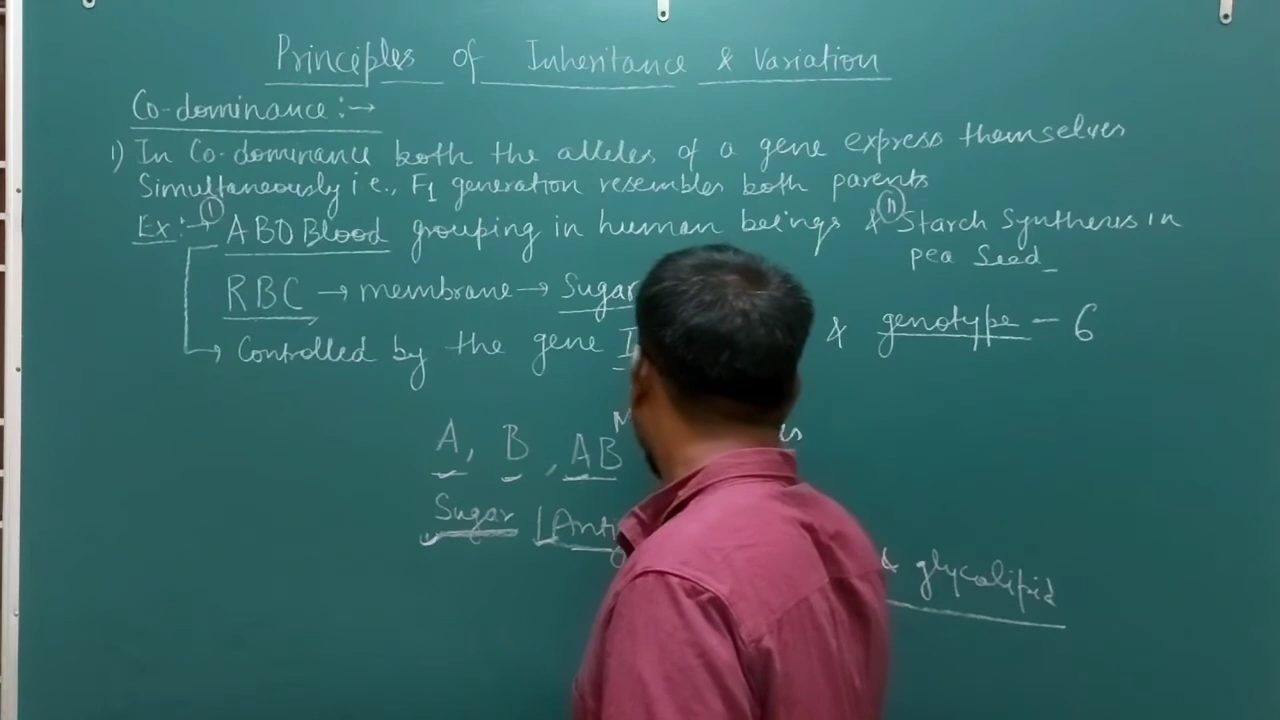 Principles of Inheritance & Variation
Co-dominance :→
1) In Co-dominance both the alleles of a gene express themselves
Simultaneously i e., F1 generation resembles both parents
Ex :→ (I) ABO Blood grouping in human beings & (II) Starch Synthesis in
pea Seed
RBC → membrane → Sugar
Controlled by the gene I & genotype – 6
A, B, AB
Sugar
& glycolipid